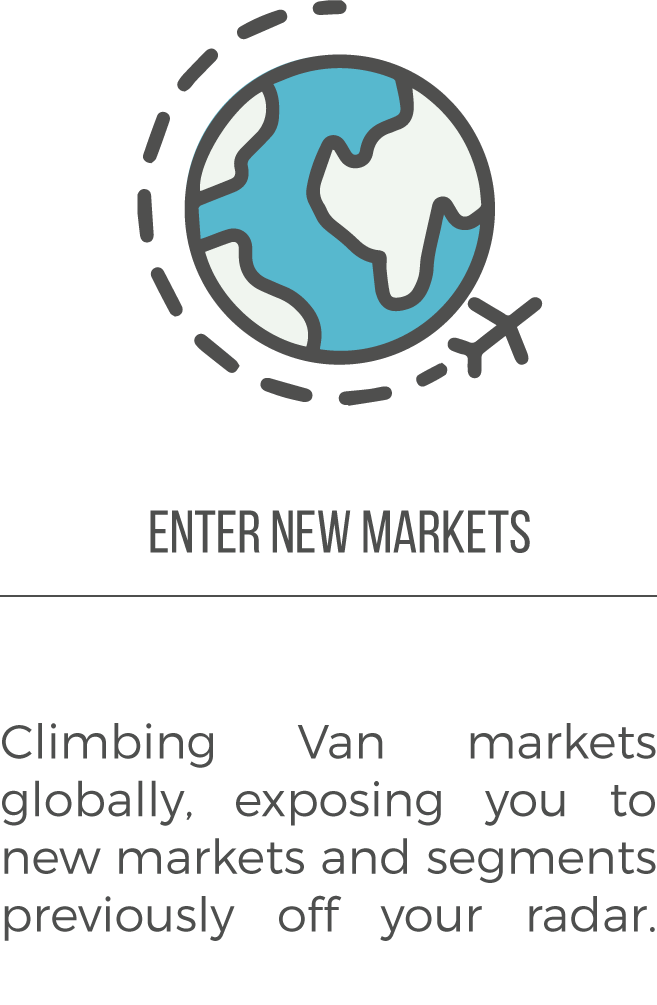 ENTER NEW MARKETS
Climbing Van markets
globally, exposing you to
new markets and segments
previously off your radar.